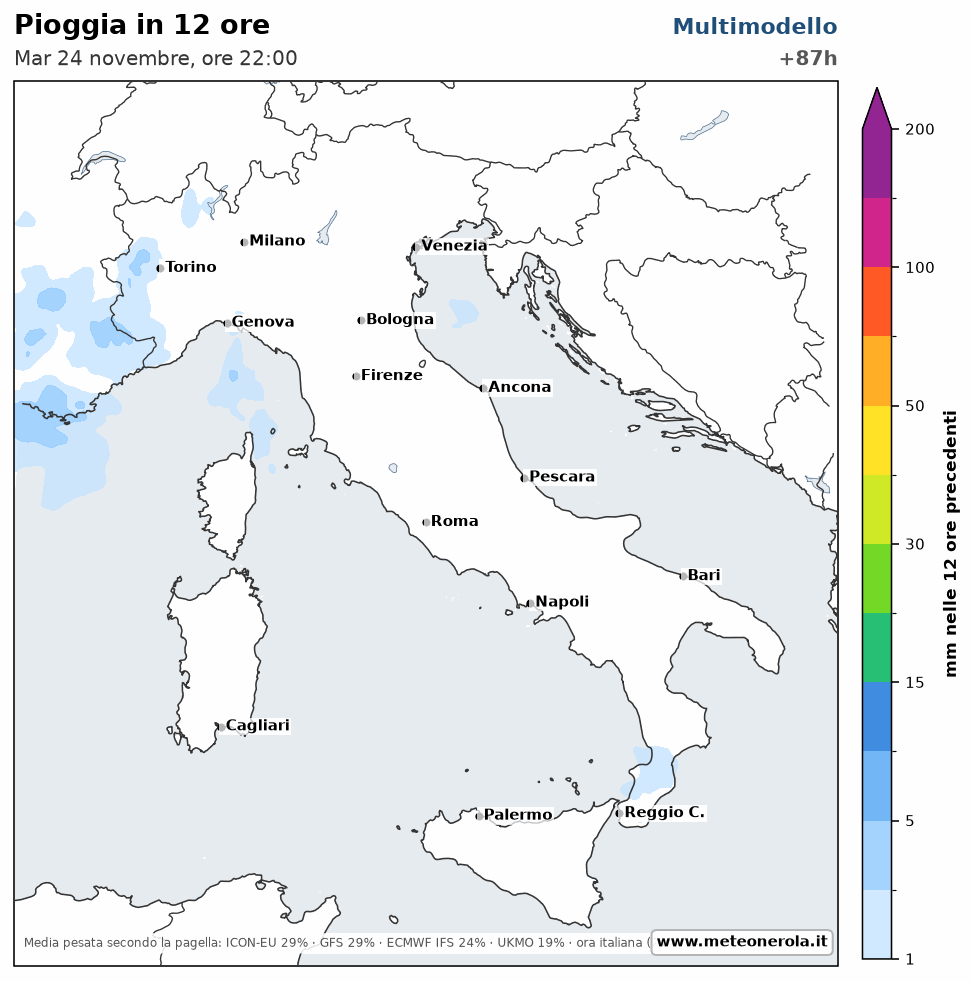 Pioggia in 12 ore
Multimodello
Mar 24 novembre, ore 22:00
+87h
200
Milano
Venezia
Torino
100
Genova
Bologna
Firenze
Ancona
50
mm nelle 12 ore precedenti
Pescara
Roma
30
Bari
Napoli
15
Cagliari
Palermo
Reggio C.
5
Media pesata secondo la pagella: ICON-EU 29% · GFS 29% · ECMWF IFS 24% · UKMO 19% · ora italiana (
www.meteonerola.it
1